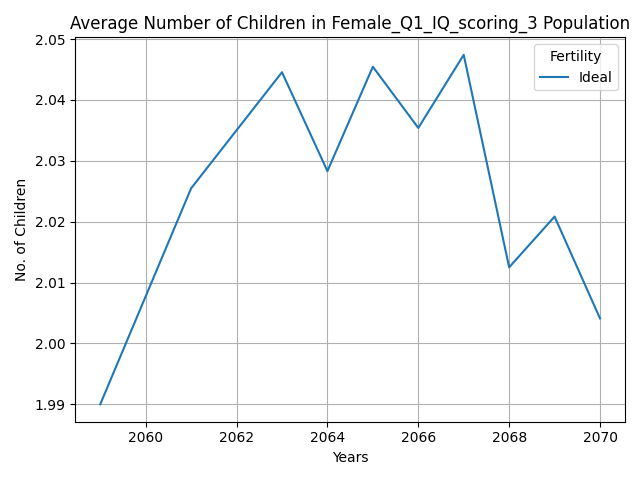 Average Number of Children in Female_Q1_IQ_scoring_3 Population
2.05
2.04
2.03
2.02
2.01
2.00
1.99
No. of Children
Fertility
Ideal
2060 2062 2064 2066 2068 2070
Years